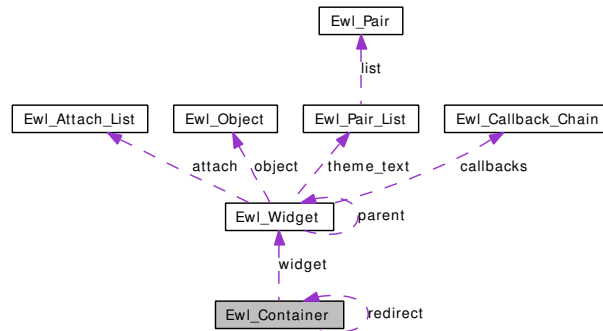 Ewl_Pair
list
Ewl_Attach_List
Ewl_Object
Ewl_Pair_List
Ewl_Callback_Chain
attach
object
theme_text
callbacks
Ewl_Widget
parent
widget
Ewl_Container
redirect